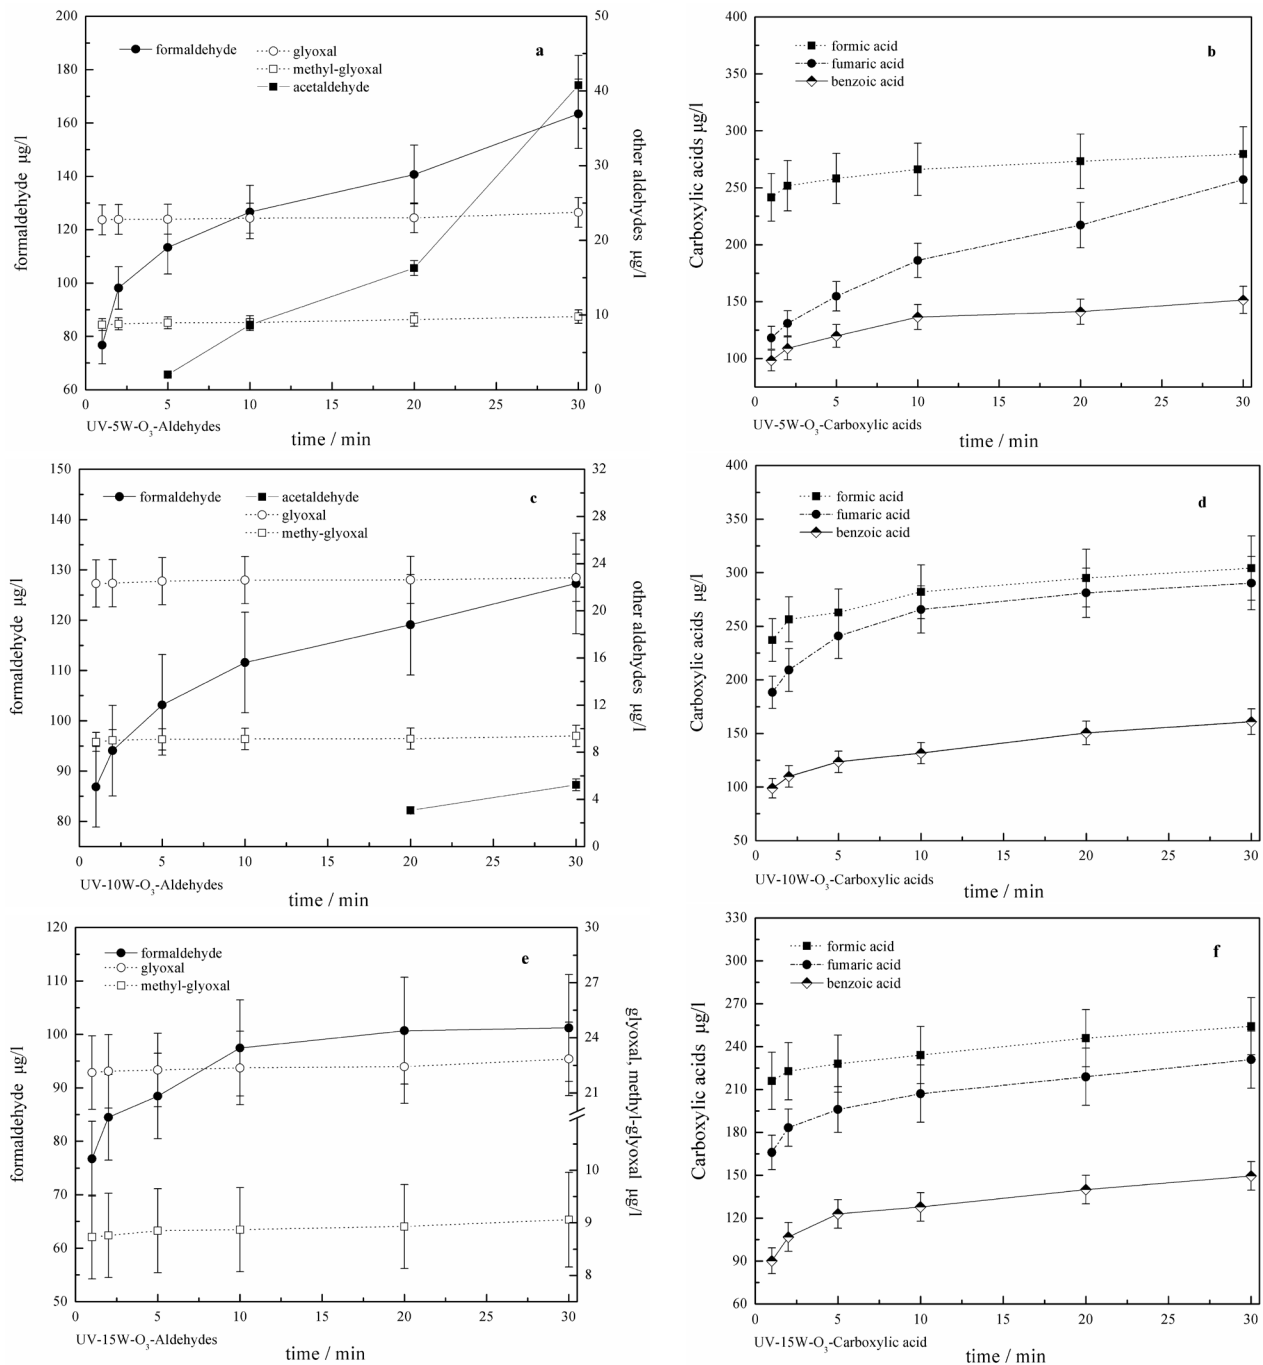 200
180
160
140
120
100
80
60
formaldehyde μg/l
formaldehyde
glyoxal
methyl-glyoxal
acetaldehyde
a
50
40
30
20
10
0
other aldehydes μg/l
0 5 10 15 20 25 30
UV-5W-O3-Aldehydes
time / min
400
350
300
250
200
150
100
Carboxylic acids μg/l
formic acid
fumaric acid
benzoic acid
b
0 5 10 15 20 25 30
UV-5W-O3-Carboxylic acids
time / min
150
140
130
120
110
100
90
80
formaldehyde μg/l
formaldehyde
acetaldehyde
glyoxal
methy-glyoxal
c
32
28
24
20
16
12
8
4
0
other aldehydes μg/l
0 5 10 15 20 25 30
UV-10W-O3-Aldehydes
time / min
400
350
300
250
200
150
100
50
Carboxylic acids μg/l
formic acid
fumaric acid
benzoic acid
d
0 5 10 15 20 25 30
UV-10W-O3-Carboxylic acids
time / min
120
110
100
90
80
70
60
50
formaldehyde μg/l
formaldehyde
glyoxal
methyl-glyoxal
e
30
27
24
21
10
9
8
glyoxal, methyl-glyoxal μg/l
0 5 10 15 20 25 30
UV-15W-O3-Aldehydes
time / min
330
300
270
240
210
180
150
120
90
60
Carboxylic acids μg/l
formic acid
fumaric acid
benzoic acid
f
0 5 10 15 20 25 30
UV-15W-O3-Carboxylic acid
time / min